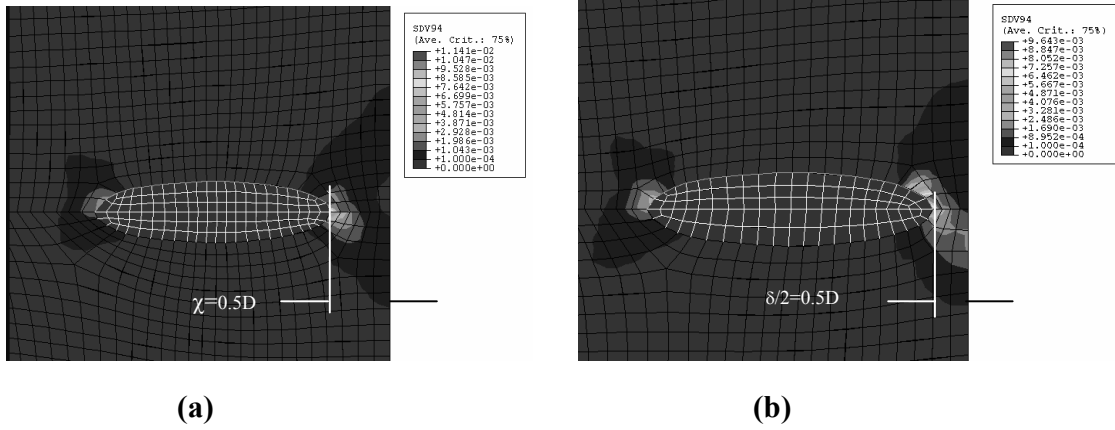 SDV94
(Ave. Crit.: 75%)
+1.141e-02
+1.047e-02
+9.528e-03
+8.585e-03
+7.642e-03
+6.699e-03
+5.757e-03
+4.814e-03
+3.871e-03
+2.928e-03
+1.986e-03
+1.043e-03
+1.000e-04
+0.000e+00
χ=0.5D
(a)
SDV94
(Ave. Crit.: 75%)
+9.643e-03
+8.847e-03
+8.052e-03
+7.257e-03
+6.462e-03
+5.667e-03
+4.871e-03
+4.076e-03
+3.281e-03
+2.486e-03
+1.690e-03
+8.952e-04
+1.000e-04
+0.000e+00
δ/2=0.5D
(b)